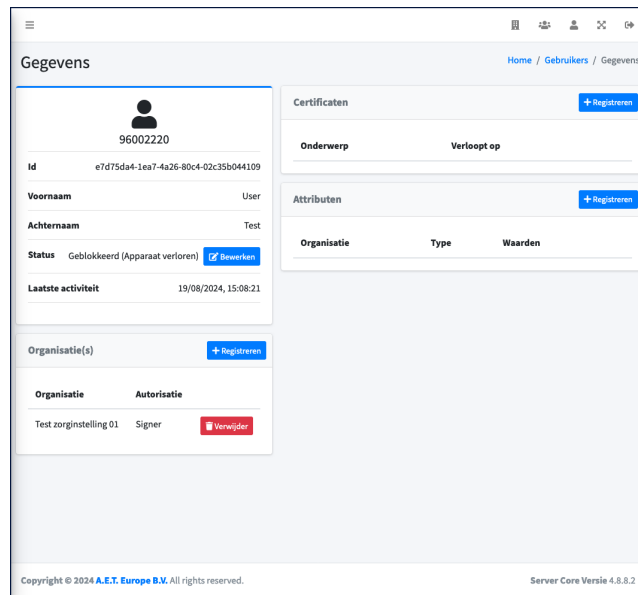 Gegevens
Home / Gebruikers / Gegevens
96002220
Id e7d75da4-1ea7-4a26-80c4-02c35b044109
Voornaam User
Achternaam Test
Status Geblokkeerd (Apparaat verloren) Bewerken
Laatste activiteit 19/08/2024, 15:08:21
Organisatie(s) + Registreren
Organisatie Autorisatie
Test zorginstelling 01 Signer Verwijder
Certificaten + Registreren
Onderwerp Verloopt op
Attributen + Registreren
Organisatie Type Waarden
Copyright © 2024 A.E.T. Europe B.V. All rights reserved.
Server Core Versie 4.8.8.2